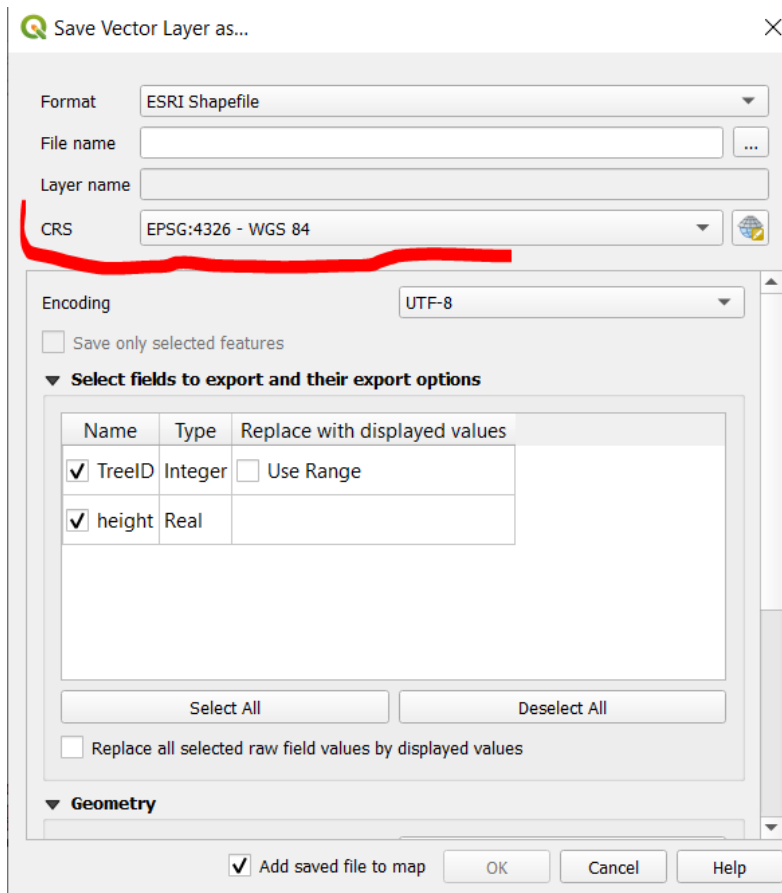 Save Vector Layer as...
Format ESRI Shapefile
File name ...
Layer name
CRS EPSG:4326 - WGS 84
Encoding UTF-8
Save only selected features
Select fields to export and their export options
Name Type Replace with displayed values
TreeID Integer Use Range
height Real
Select All Deselect All
Replace all selected raw field values by displayed values
Geometry
Add saved file to map OK Cancel Help